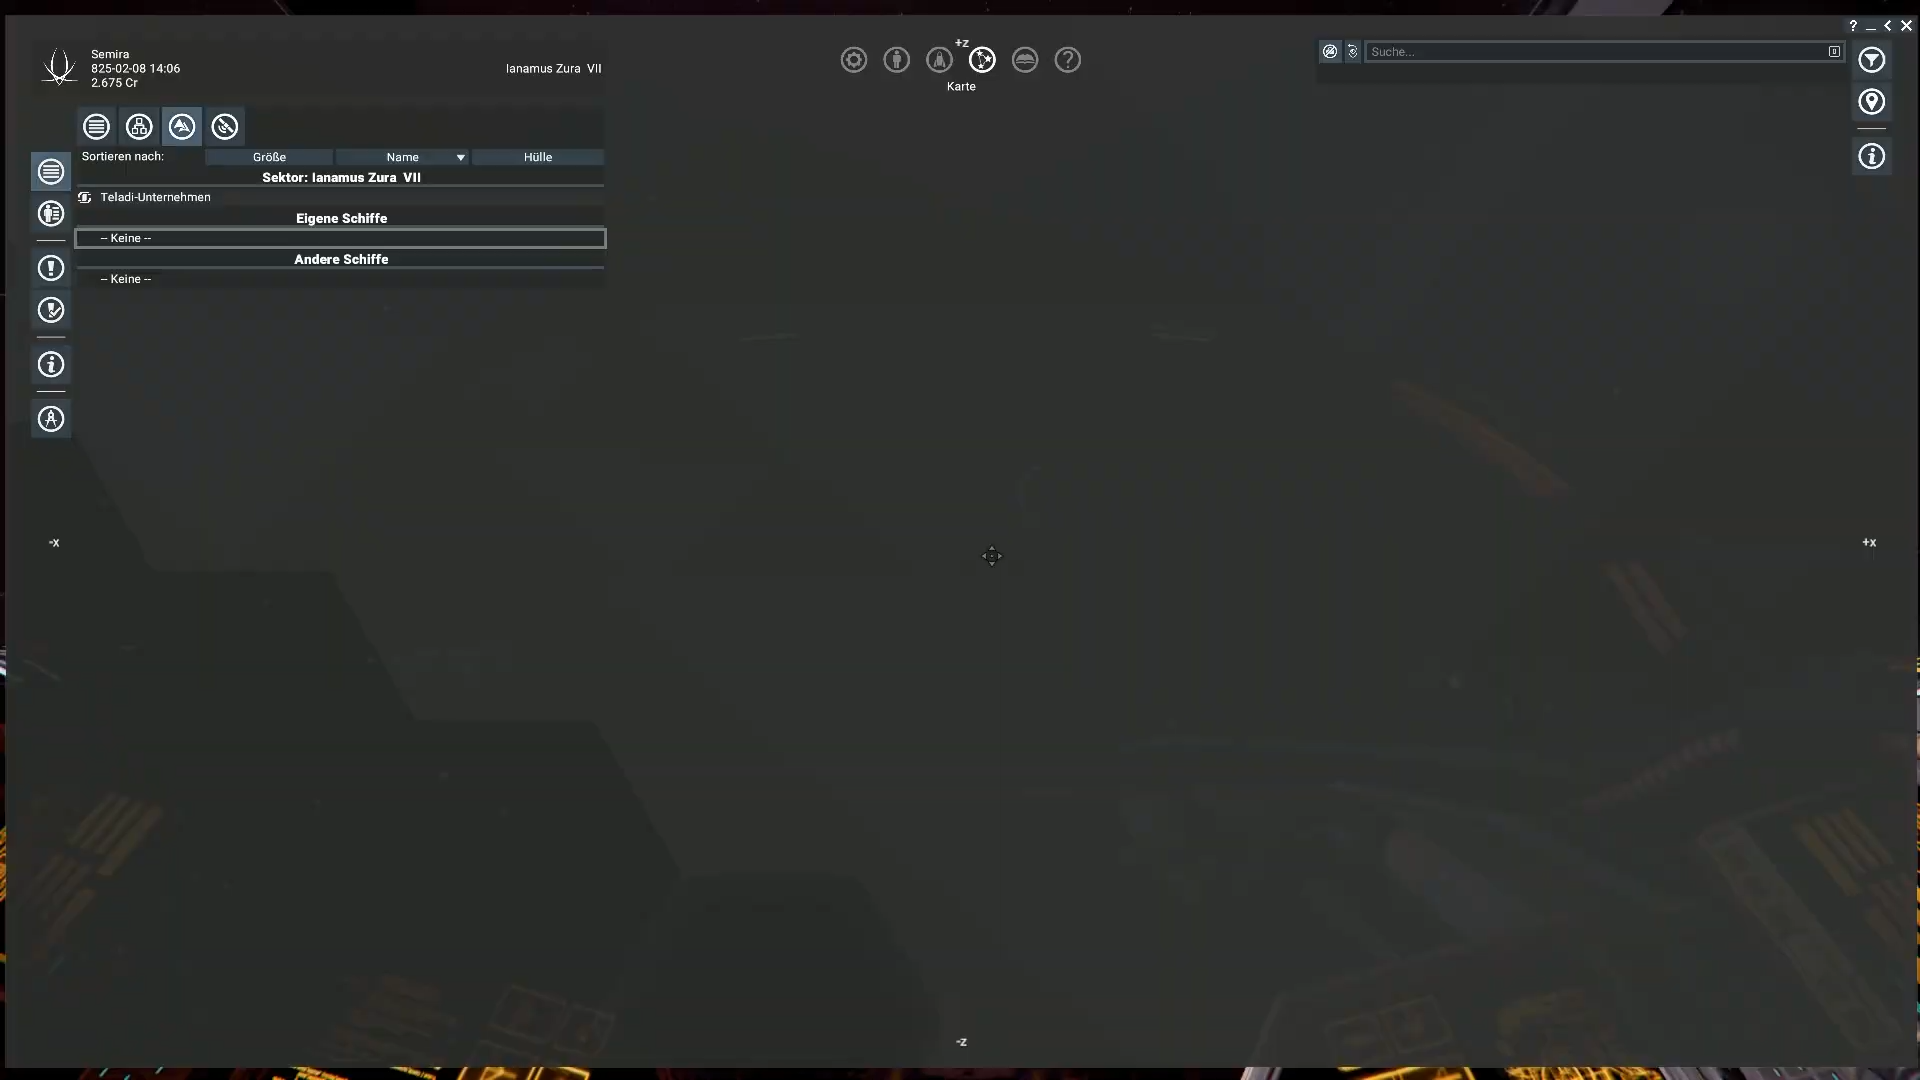 ? _ < X
Semira
825-02-08 14:06
2.675 Cr
Ianamus Zura VII
+z
Karte
Suche...
Sortieren nach:
Größe
Name
Hülle
Sektor: Ianamus Zura VII
Teladi-Unternehmen
Eigene Schiffe
-- Keine --
Andere Schiffe
-- Keine --
-x
+x
-z